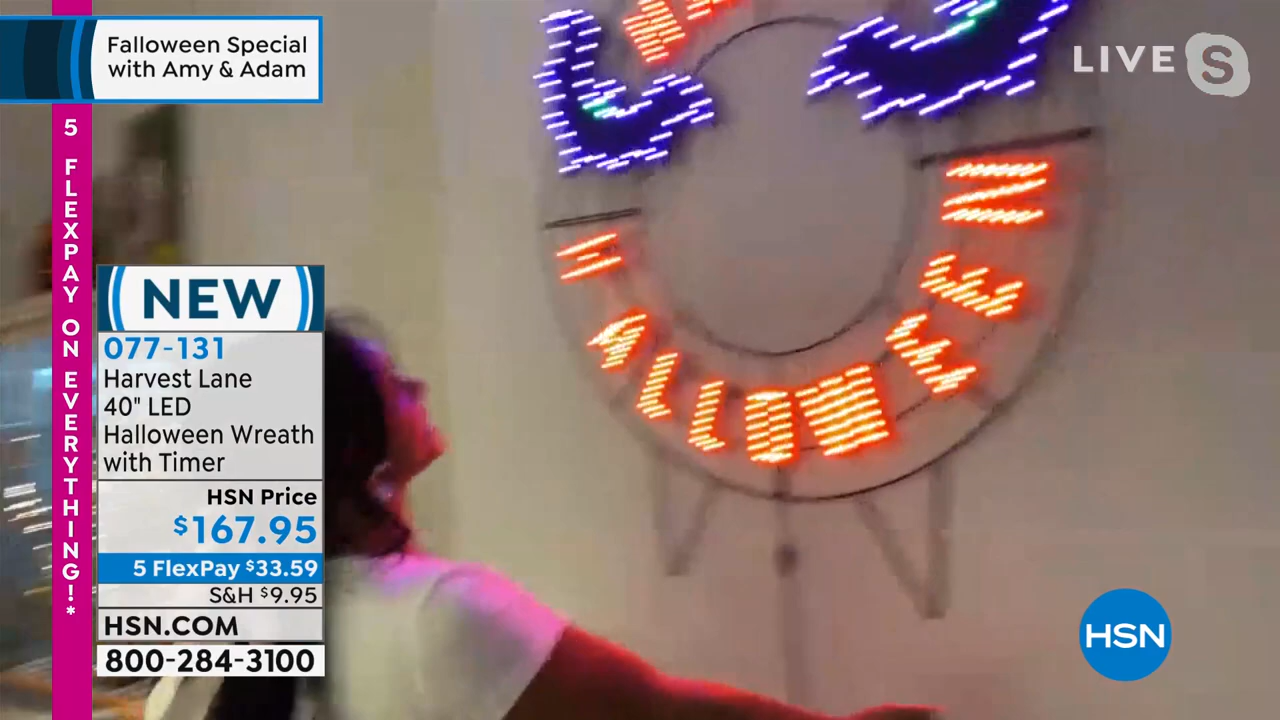 Falloween Special
with Amy & Adam
LIVE S
5 FLEXPAY ON EVERYTHING!*
NEW
077-131
Harvest Lane
40" LED
Halloween Wreath
with Timer
HSN Price
$167.95
5 FlexPay $33.59
S&H $9.95
HSN.COM
800-284-3100
HALLOWEEN
HSN